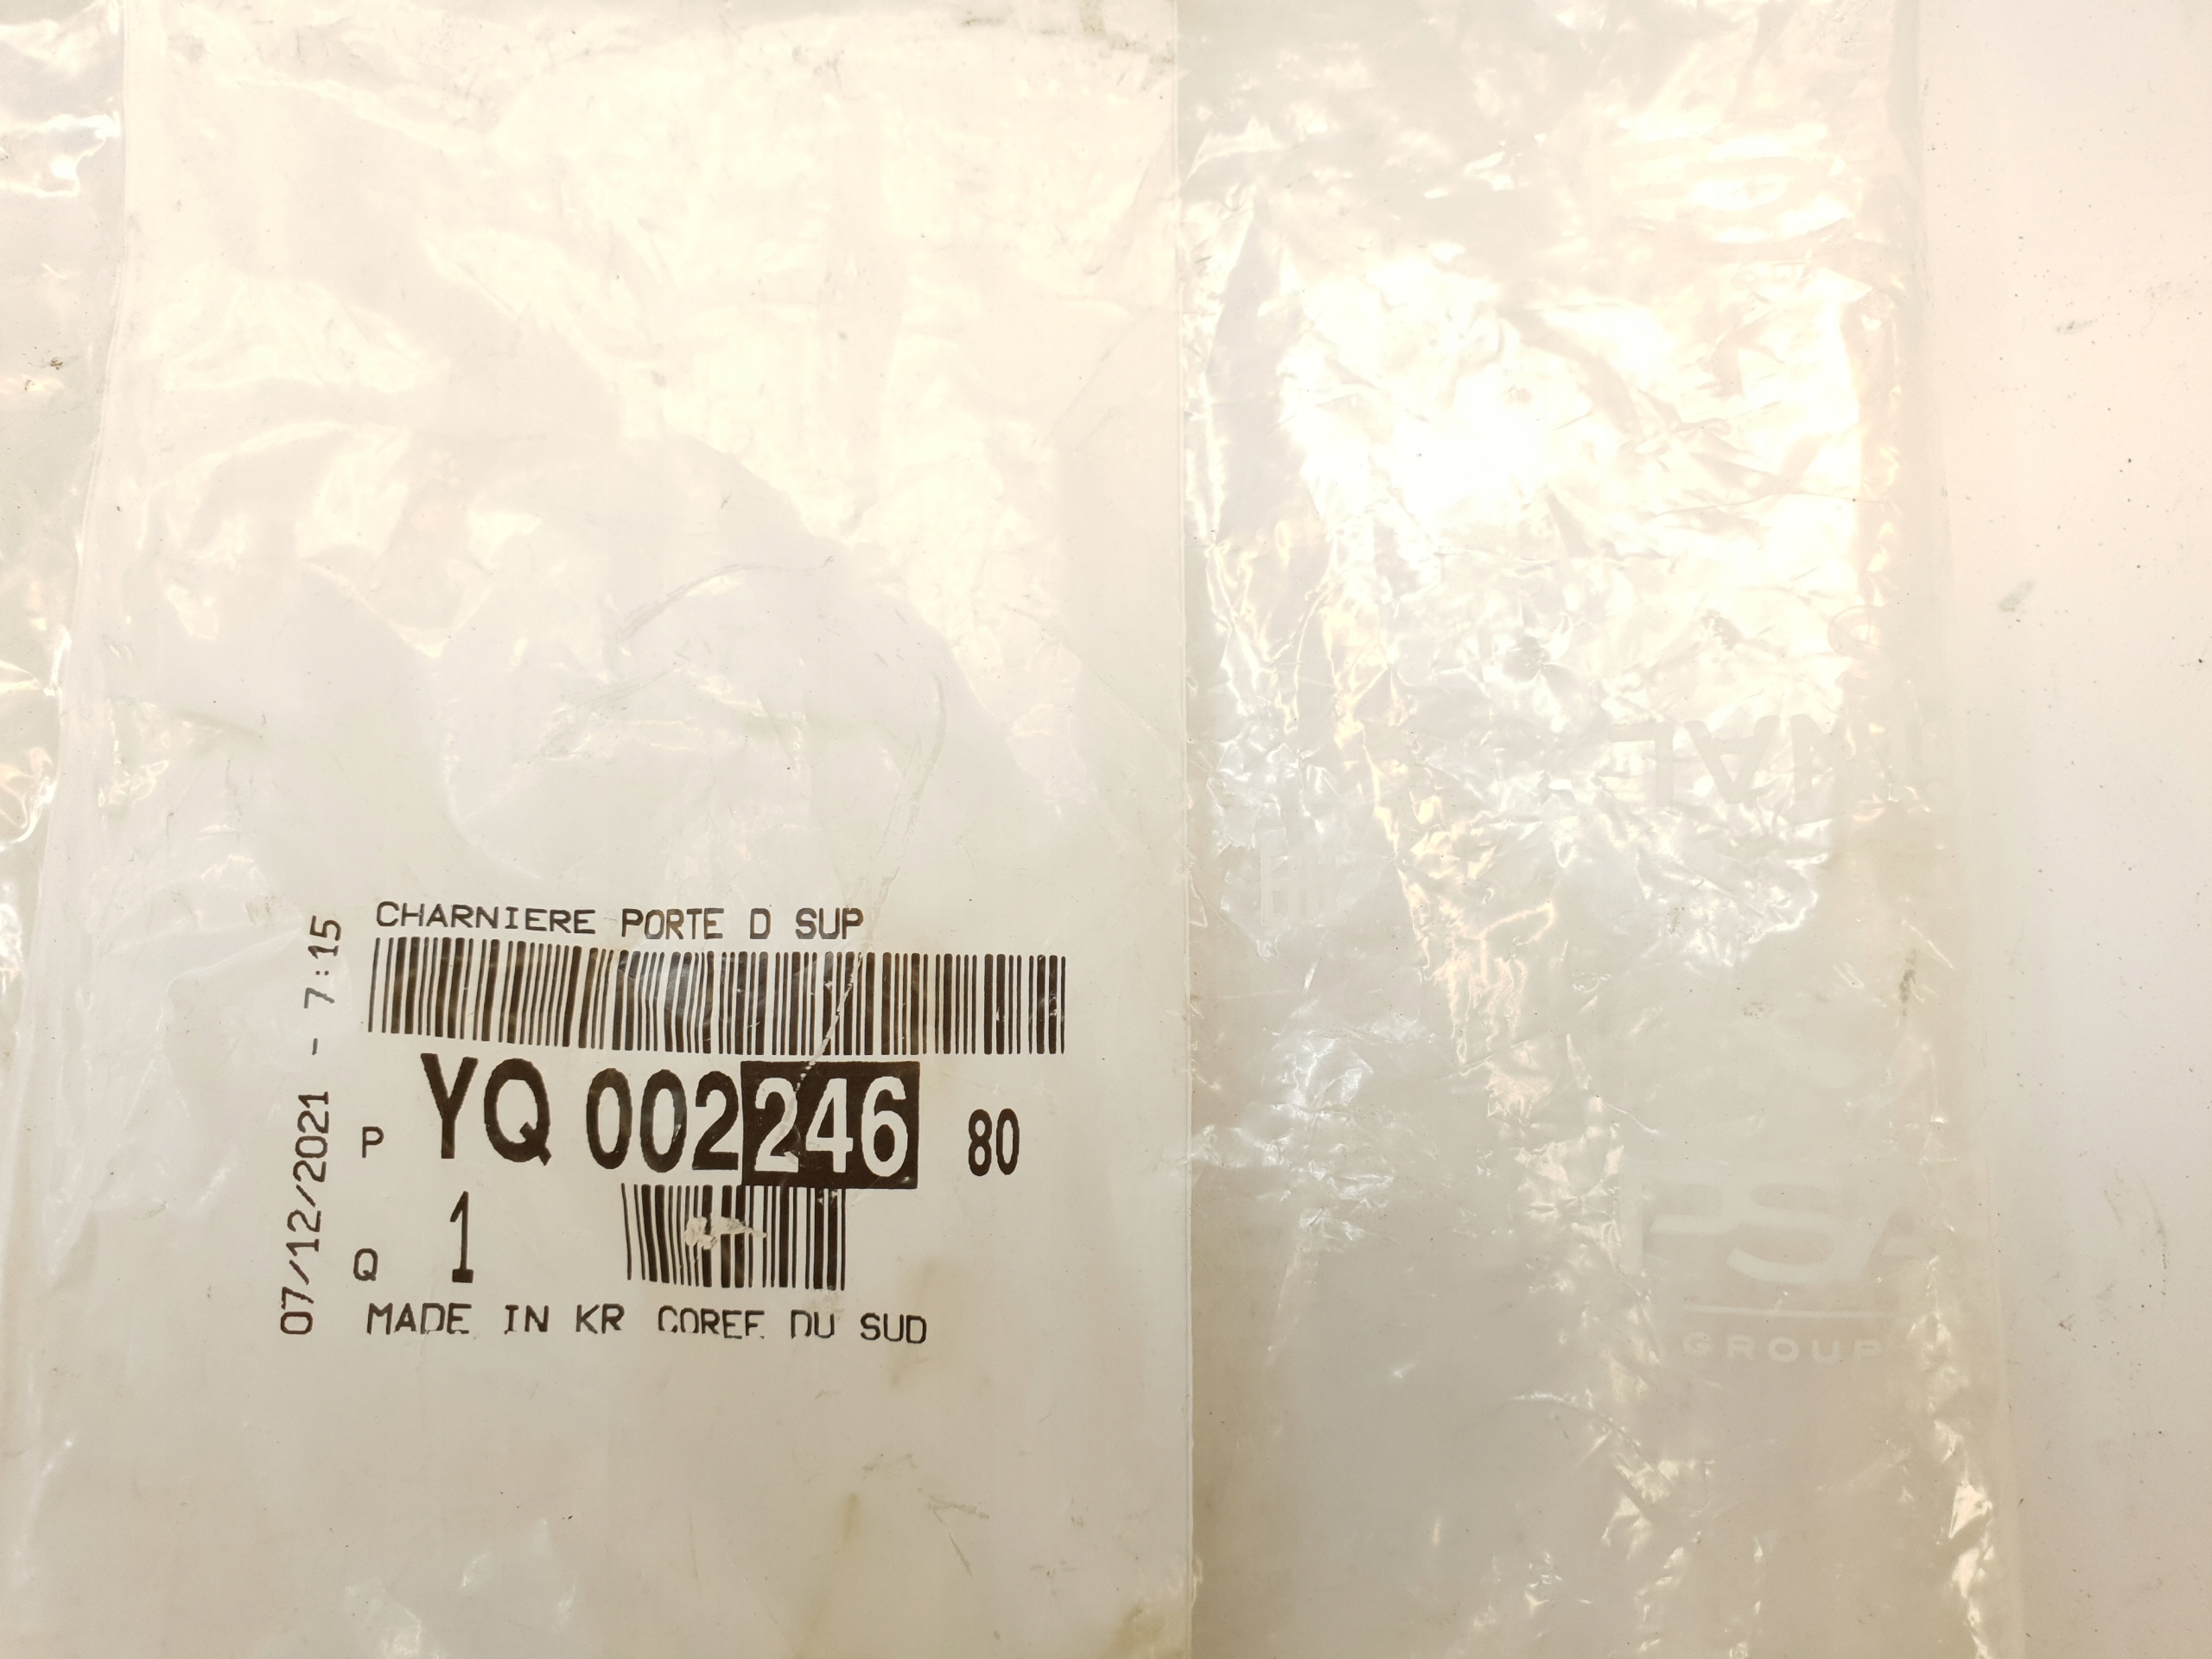 CHARNIERE PORTE D SUP
07/12/2021 - 7:15
P YQ 002246 80
Q 1
MADE IN KR COREE DU SUD
PSA
GROUP